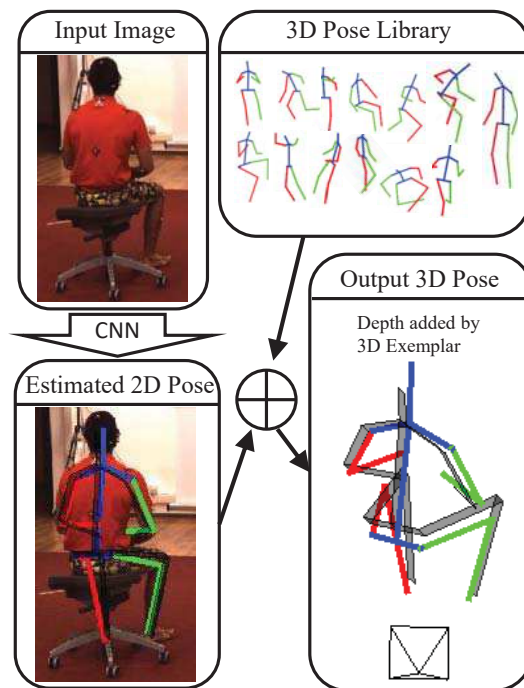 Input Image
3D Pose Library
CNN
Estimated 2D Pose
Output 3D Pose
Depth added by
3D Exemplar